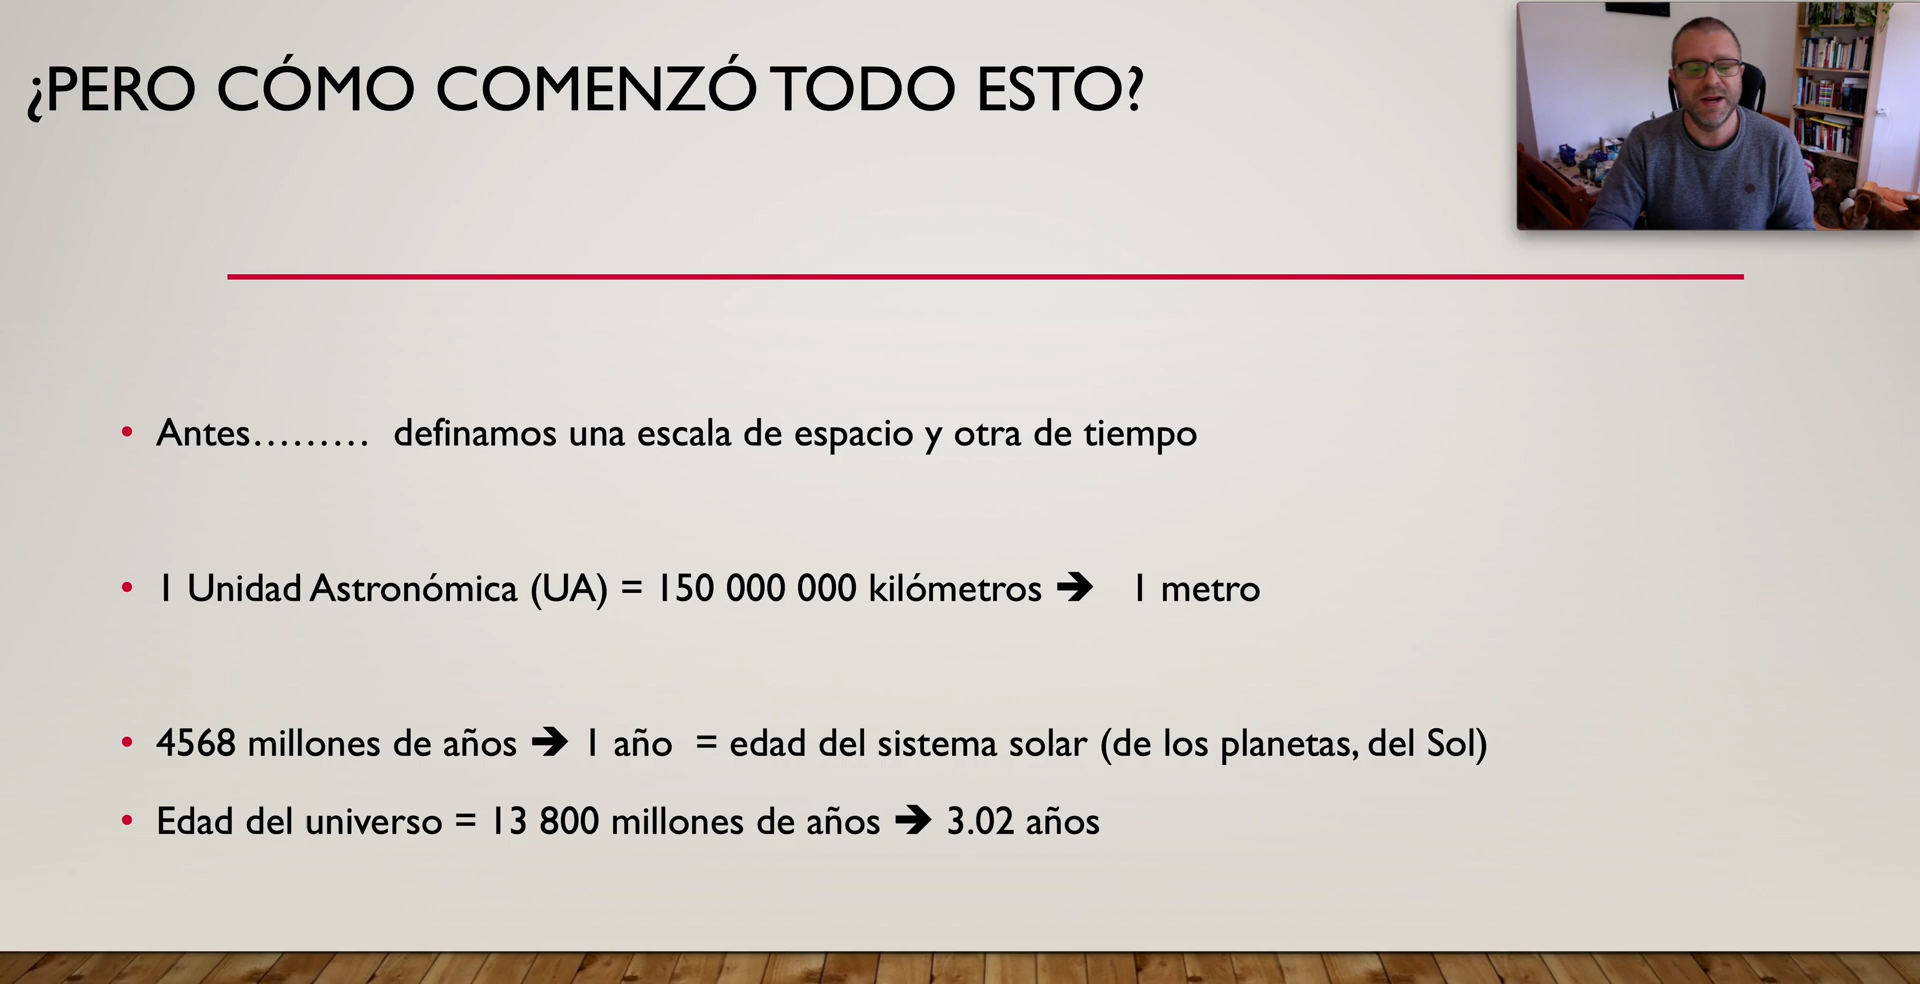 ¿PERO CÓMO COMENZÓ TODO ESTO?
• Antes......... definamos una escala de espacio y otra de tiempo
• 1 Unidad Astronómica (UA) = 150 000 000 kilómetros ➔ 1 metro
• 4568 millones de años ➔ 1 año = edad del sistema solar (de los planetas, del Sol)
• Edad del universo = 13 800 millones de años ➔ 3.02 años